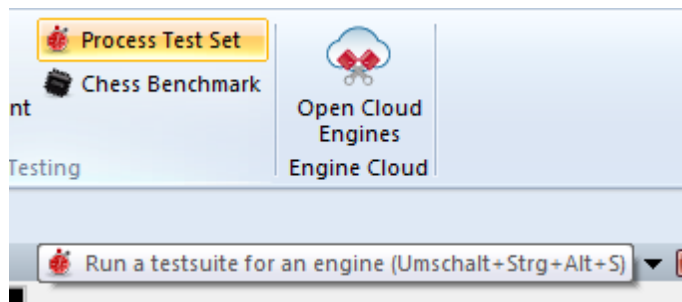 Process Test Set
Chess Benchmark
nt
Open Cloud
Engines
Testing
Engine Cloud
Run a testsuite for an engine (Umschalt+Strg+Alt+S)